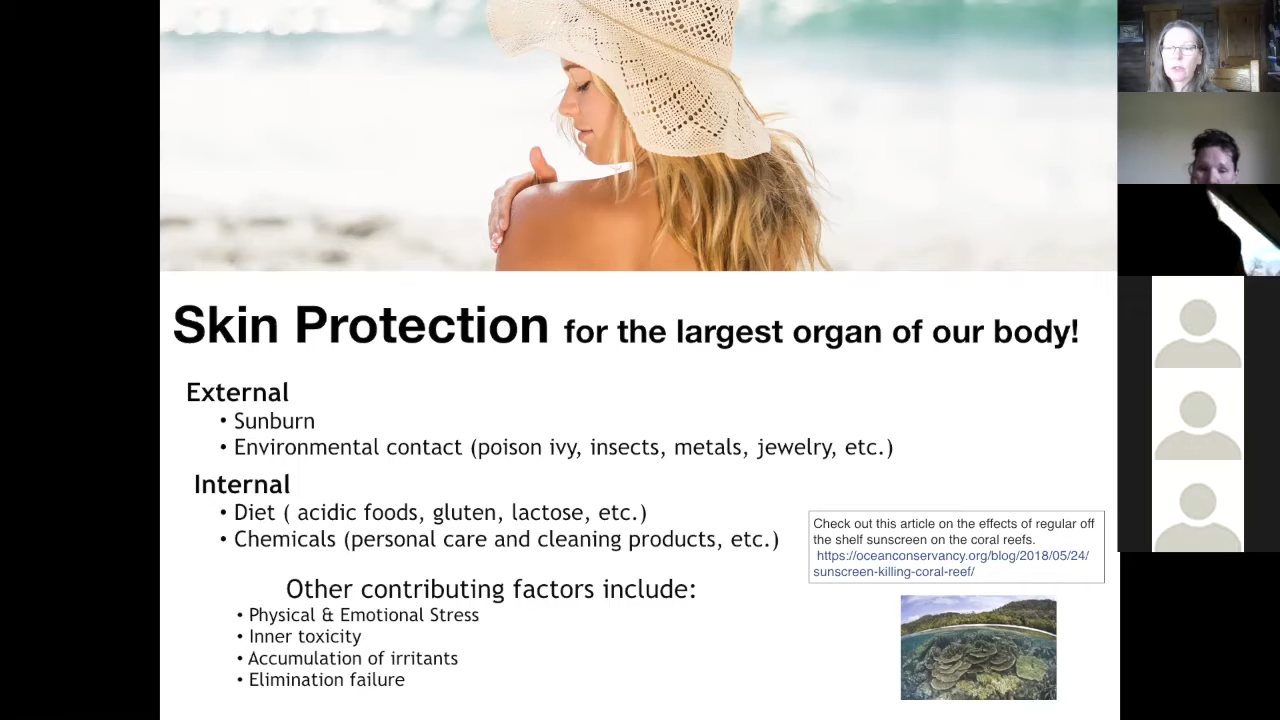 Skin Protection for the largest organ of our body!
External
• Sunburn
• Environmental contact (poison ivy, insects, metals, jewelry, etc.)
Internal
• Diet ( acidic foods, gluten, lactose, etc.)
• Chemicals (personal care and cleaning products, etc.)
Check out this article on the effects of regular off
the shelf sunscreen on the coral reefs.
https://oceanconservancy.org/blog/2018/05/24/
sunscreen-killing-coral-reef/
Other contributing factors include:
• Physical & Emotional Stress
• Inner toxicity
• Accumulation of irritants
• Elimination failure